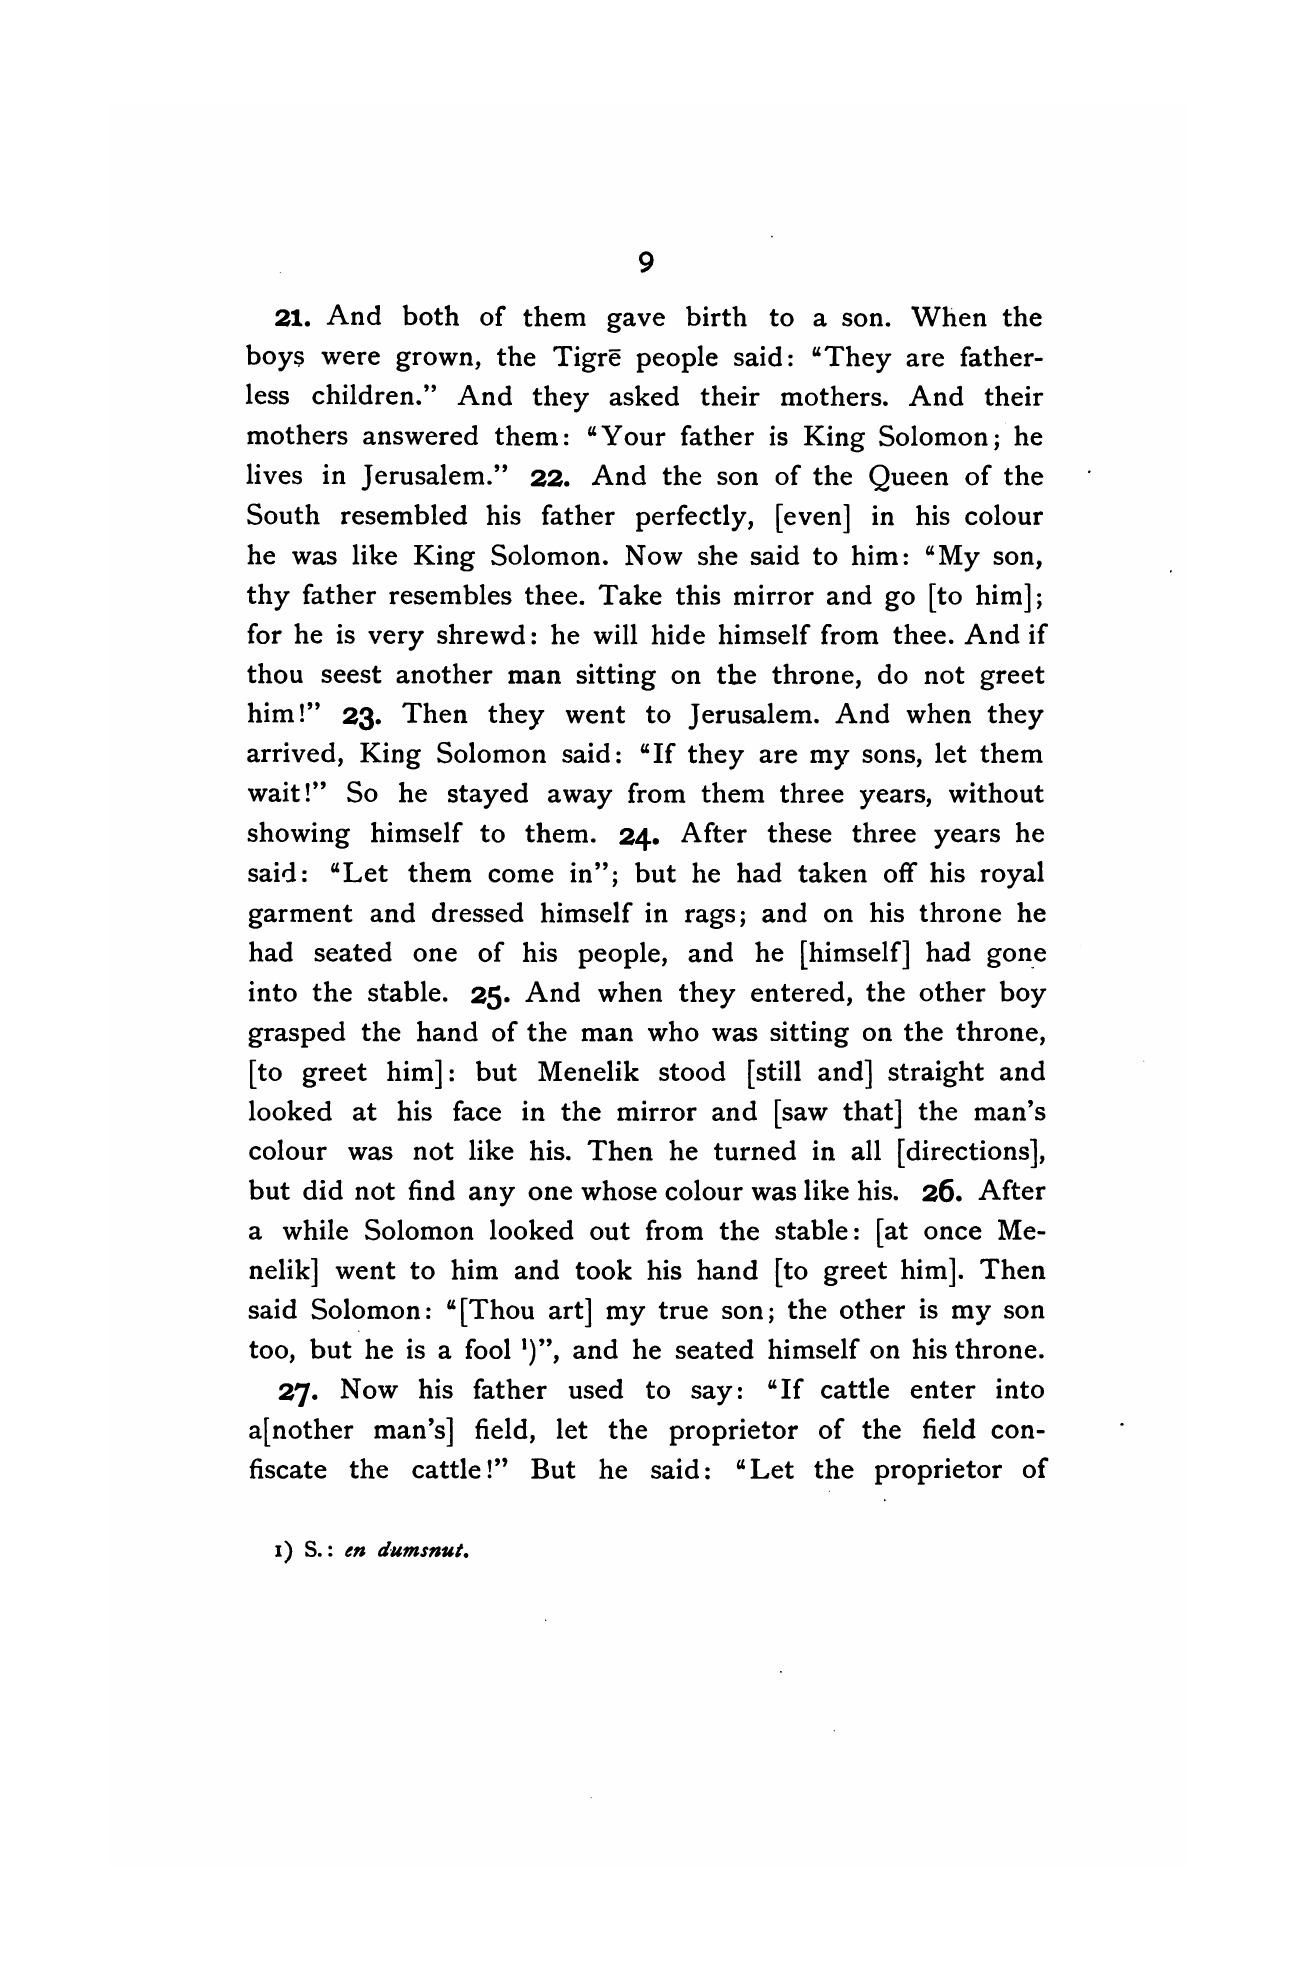 9
21. And both of them gave birth to a son. When the
boys were grown, the Tigrē people said: “They are father-
less children.” And they asked their mothers. And their
mothers answered them: “Your father is King Solomon; he
lives in Jerusalem.” 22. And the son of the Queen of the
South resembled his father perfectly, [even] in his colour
he was like King Solomon. Now she said to him: “My son,
thy father resembles thee. Take this mirror and go [to him];
for he is very shrewd: he will hide himself from thee. And if
thou seest another man sitting on the throne, do not greet
him!” 23. Then they went to Jerusalem. And when they
arrived, King Solomon said: “If they are my sons, let them
wait!” So he stayed away from them three years, without
showing himself to them. 24. After these three years he
said: “Let them come in”; but he had taken off his royal
garment and dressed himself in rags; and on his throne he
had seated one of his people, and he [himself] had gone
into the stable. 25. And when they entered, the other boy
grasped the hand of the man who was sitting on the throne,
[to greet him]: but Menelik stood [still and] straight and
looked at his face in the mirror and [saw that] the man’s
colour was not like his. Then he turned in all [directions],
but did not find any one whose colour was like his. 26. After
a while Solomon looked out from the stable: [at once Me-
nelik] went to him and took his hand [to greet him]. Then
said Solomon: “[Thou art] my true son; the other is my son
too, but he is a fool ¹)”, and he seated himself on his throne.
27. Now his father used to say: “If cattle enter into
a[nother man’s] field, let the proprietor of the field con-
fiscate the cattle!” But he said: “Let the proprietor of
1) S.: en dumsnut.